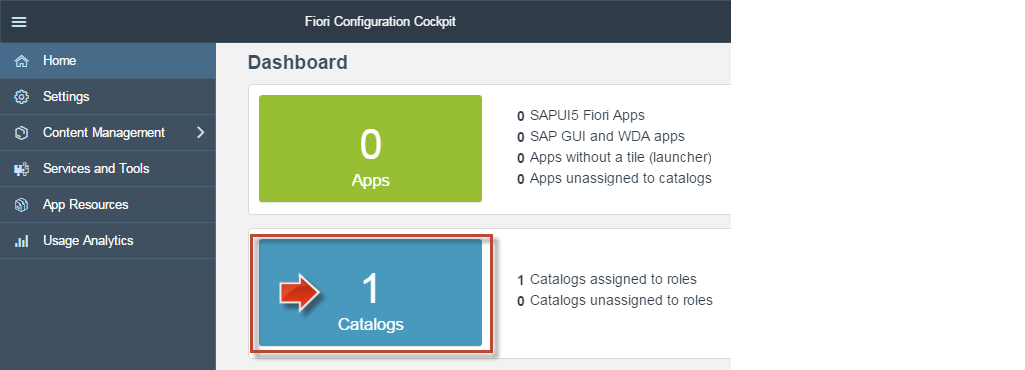 Fiori Configuration Cockpit
Home
Settings
Content Management
Services and Tools
App Resources
Usage Analytics
Dashboard
0
Apps
0 SAPUI5 Fiori Apps
0 SAP GUI and WDA apps
0 Apps without a tile (launcher)
0 Apps unassigned to catalogs
1
Catalogs
1 Catalogs assigned to roles
0 Catalogs unassigned to roles